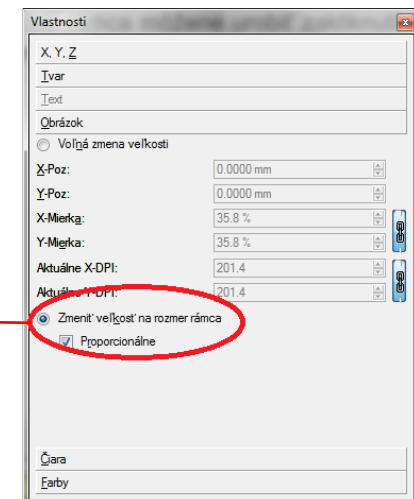 Vlastnosti
X, Y, Z
Tvar
Text
Obrázok
Voľná zmena veľkosti
X-Poz: 0.0000 mm
Y-Poz: 0.0000 mm
X-Mierka: 35.8 %
Y-Mierka: 35.8 %
Aktuálne X-DPI: 201.4
Aktuálne Y-DPI: 201.4
Zmeniť veľkosť na rozmer rámca
Proporcionálne
Čiara
Farby